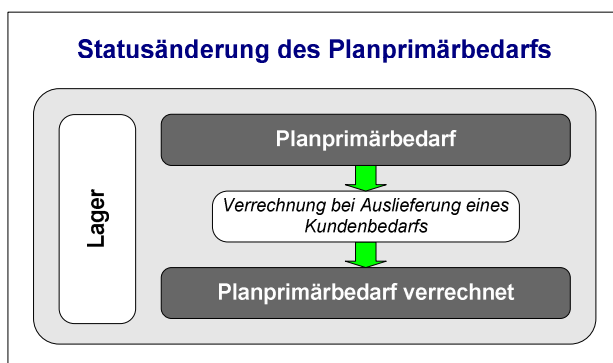 Statusänderung des Planprimärbedarfs
Lager
Planprimärbedarf
Verrechnung bei Auslieferung eines
Kundenbedarfs
Planprimärbedarf verrechnet